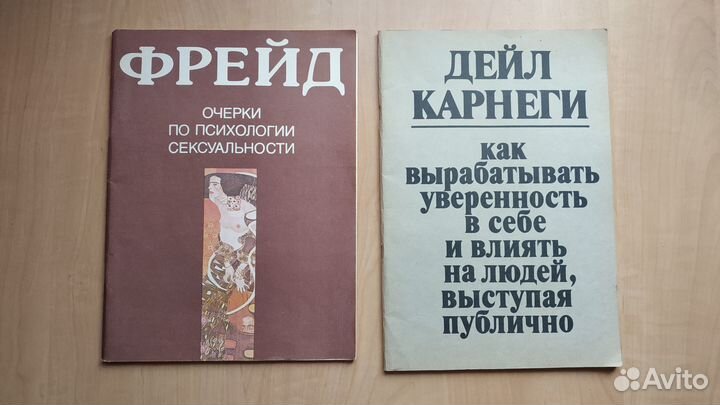 ФРЕЙД
ОЧЕРКИ
ПО ПСИХОЛОГИИ
СЕКСУАЛЬНОСТИ
ДЕЙЛ
КАРНЕГИ
как
вырабатывать
уверенность
в себе
и влиять
на людей,
выступая
публично
Avito